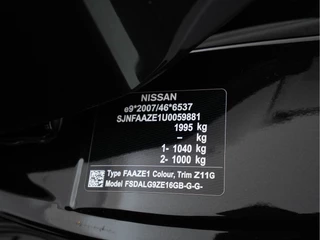 NISSAN
e9*2007/46*6537
SJNFAAZE1U0059881
1995 kg
– kg
1- 1040 kg
2- 1000 kg
Type FAAZE1 Colour, Trim Z11G
Model FSDALG9ZE16GB-G-G-